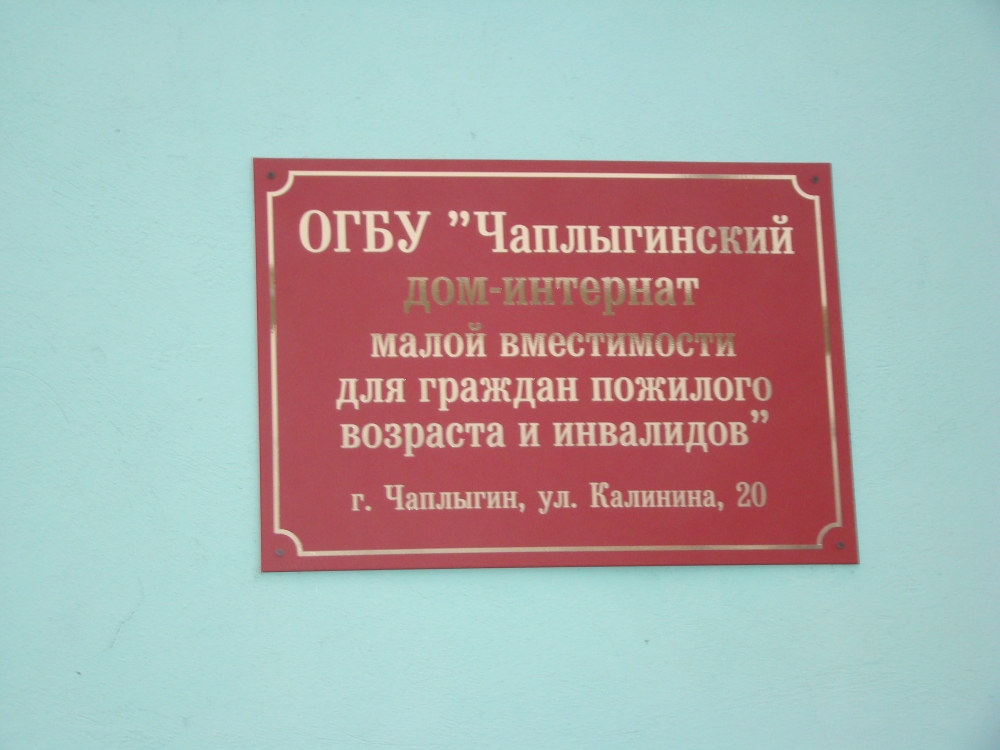 ОГБУ "Чаплыгинский
дом-интернат
малой вместимости
для граждан пожилого
возраста и инвалидов"
г. Чаплыгин, ул. Калинина, 20